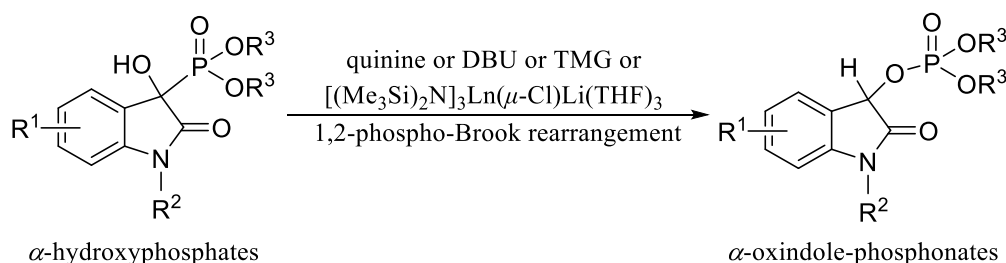 HO
O
P
OR³
OR³
R¹
O
N
R²
α-hydroxyphosphates
quinine or DBU or TMG or
[(Me₃Si)₂N]₃Ln(μ-Cl)Li(THF)₃
1,2-phospho-Brook rearrangement
H
O
O
P
OR³
OR³
R¹
O
N
R²
α-oxindole-phosphonates